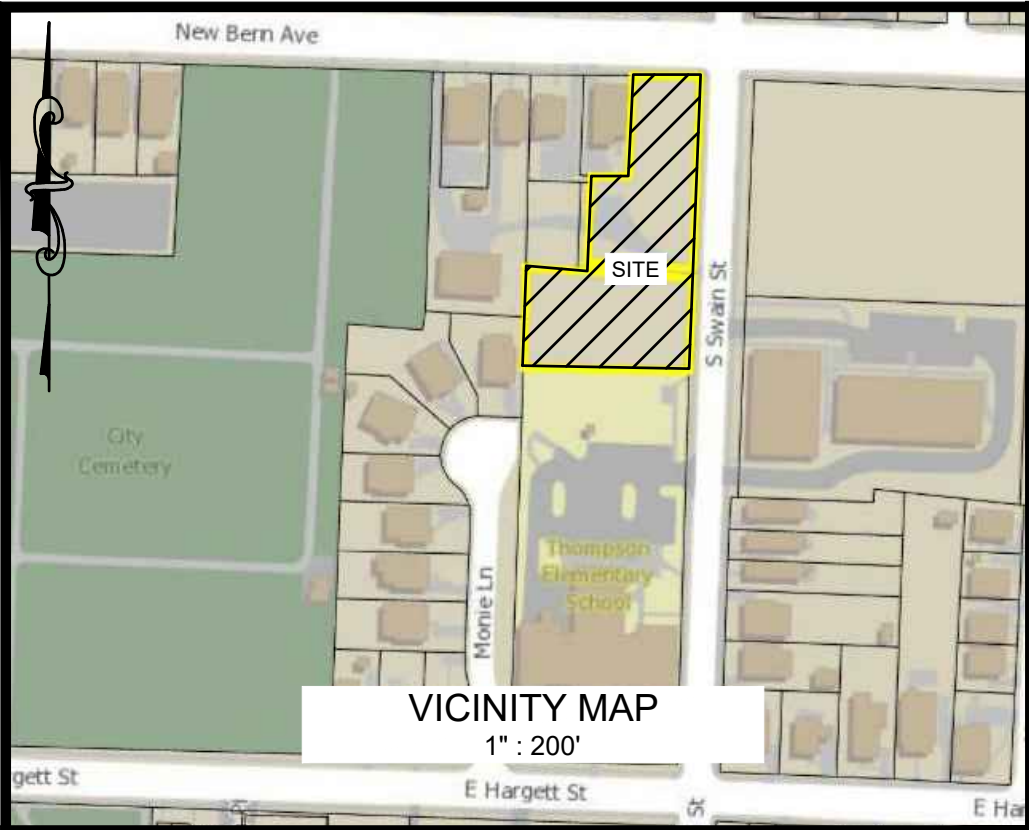 New Bern Ave
SITE
S Swain St
City
Cemetery
Thompson
Elementary
School
Monie Ln
VICINITY MAP
1" : 200'
gett St
E Hargett St
St
E Har